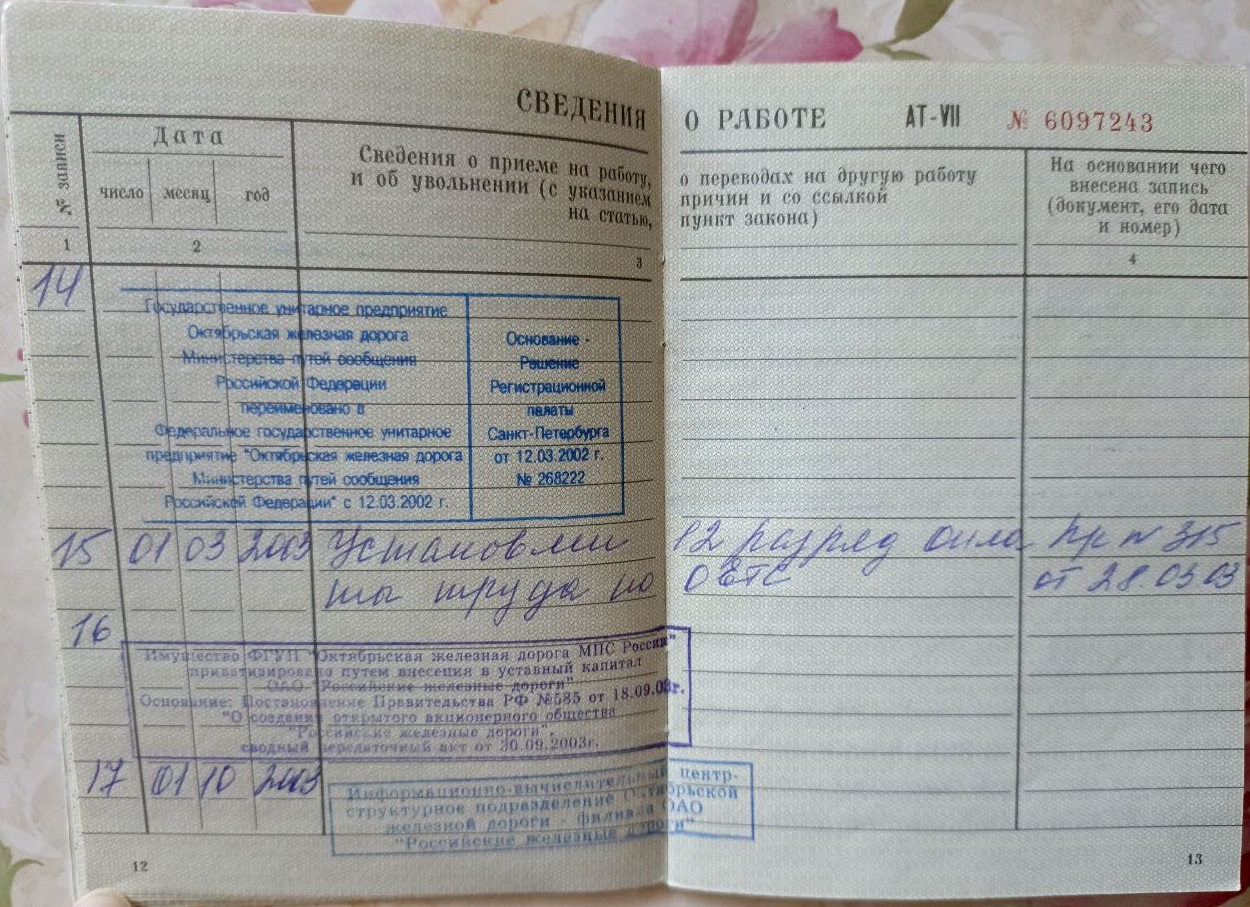 СВЕДЕНИЯ О РАБОТЕ АТ-VII № 6097243
№ записи
Дата
число месяц год
Сведения о приеме на работу, о переводах на другую работу
и об увольнении (с указанием причин и со ссылкой
на статью, пункт закона)
На основании чего
внесена запись
(документ, его дата
и номер)
1 2 3 4
14
Государственное унитарное предприятие
Октябрьская железная дорога
Министерства путей сообщения
Российской Федерации
переименовано в
Федеральное государственное унитарное
предприятие "Октябрьская железная дорога
Министерства путей сообщения
Российской Федерации" с 12.03.2002 г.
Основание -
Решение
Регистрационной
палаты
Санкт-Петербурга
от 12.03.2002 г.
№ 268222
15 01 03 2003 Установлен 12 разряд опла Пр № 315
ты труда по ОЕТС от 28 03 03
16
Имущество ФГУП "Октябрьская железная дорога МПС России"
приватизировано путем внесения в уставный капитал
ОАО "Российские железные дороги"
Основание: Постановление Правительства РФ №585 от 18.09.03г.
"О создании открытого акционерного общества
"Российские железные дороги",
сводный передаточный акт от 30.09.2003г.
17 01 10 2003
Информационно-вычислительный центр-
структурное подразделение Октябрьской
железной дороги - филиала ОАО
"Российские железные дороги"
12
13